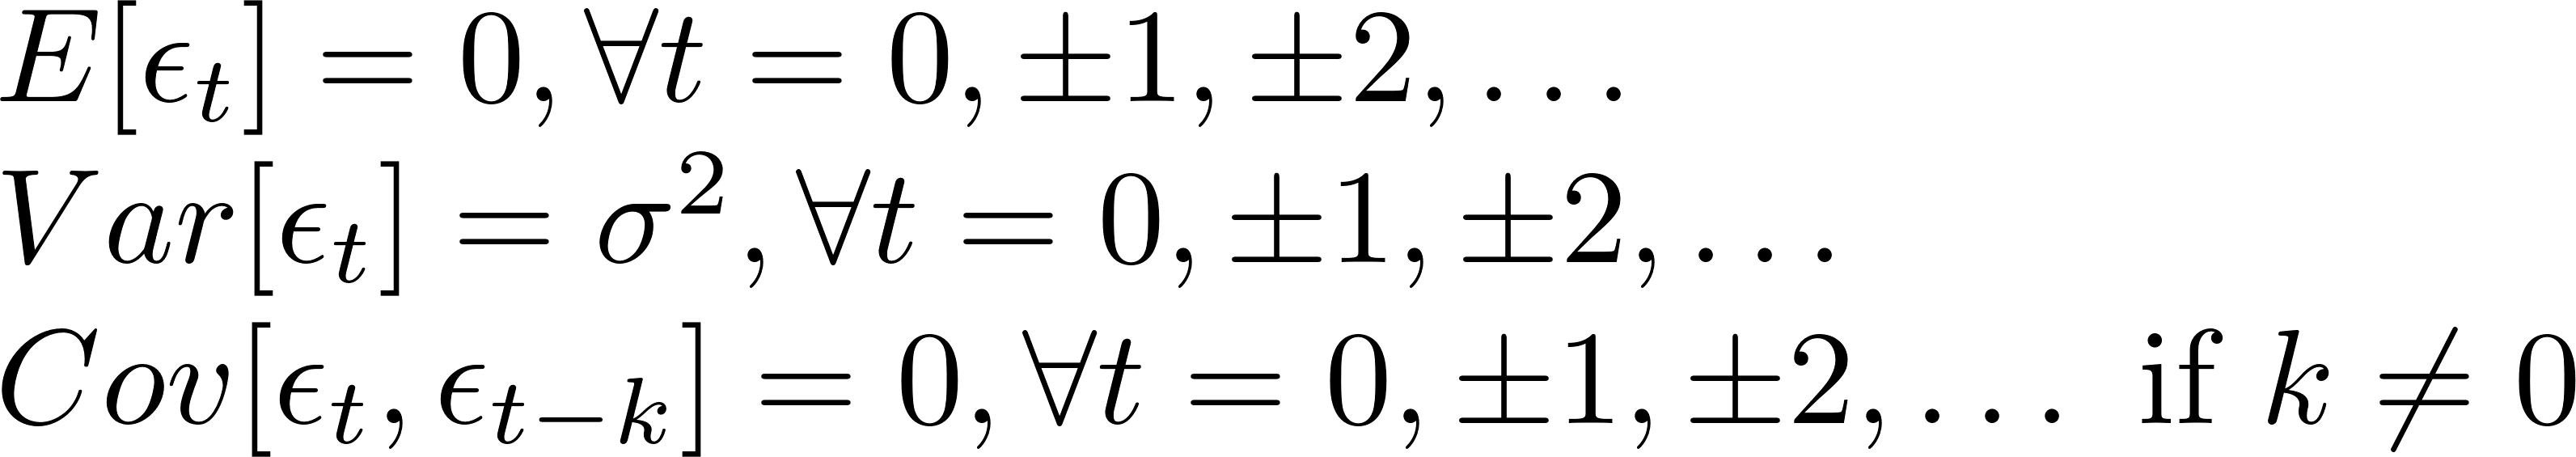 E[ϵ_t] = 0, ∀t = 0, ±1, ±2, . . .
Var[ϵ_t] = σ², ∀t = 0, ±1, ±2, . . .
Cov[ϵ_t, ϵ_{t−k}] = 0, ∀t = 0, ±1, ±2, . . . if k ≠ 0